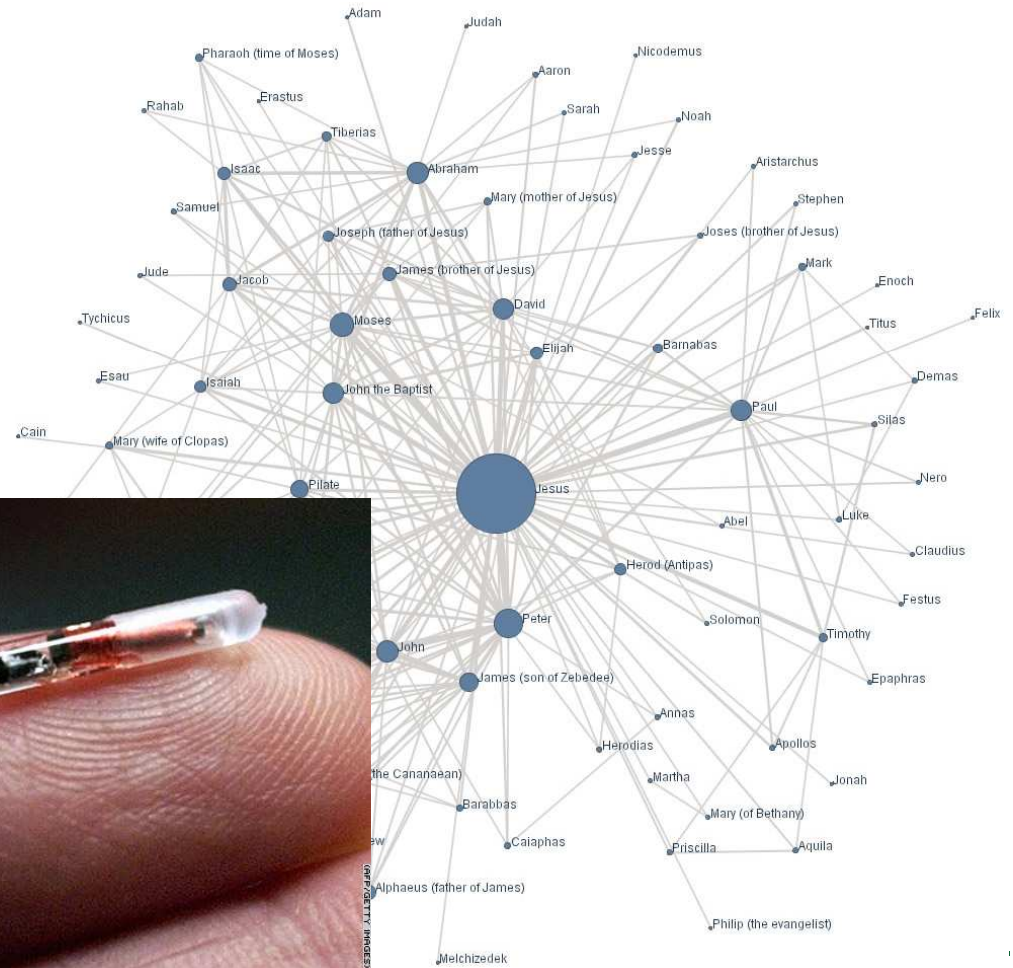 Adam
Judah
Pharaoh (time of Moses)
Nicodemus
Aaron
Erastus
Rahab
Sarah
Noah
Tiberias
Jesse
Aristarchus
Isaac
Abraham
Mary (mother of Jesus)
Stephen
Samuel
Joseph (father of Jesus)
Joses (brother of Jesus)
Mark
Jude
James (brother of Jesus)
Jacob
Enoch
David
Felix
Tychicus
Moses
Titus
Barnabas
Elijah
Esau
Isaiah
John the Baptist
Demas
Paul
Silas
Cain
Mary (wife of Clopas)
Nero
Pilate
Jesus
Luke
Abel
Claudius
Herod (Antipas)
Festus
Peter
Solomon
Timothy
John
James (son of Zebedee)
Epaphras
Annas
Herodias
Apollos
the Cananaean)
Martha
Jonah
Barabbas
Mary (of Bethany)
ew
Caiaphas
Priscilla
Aquila
Alphaeus (father of James)
(AFP/GETTY IMAGES)
Philip (the evangelist)
Melchizedek